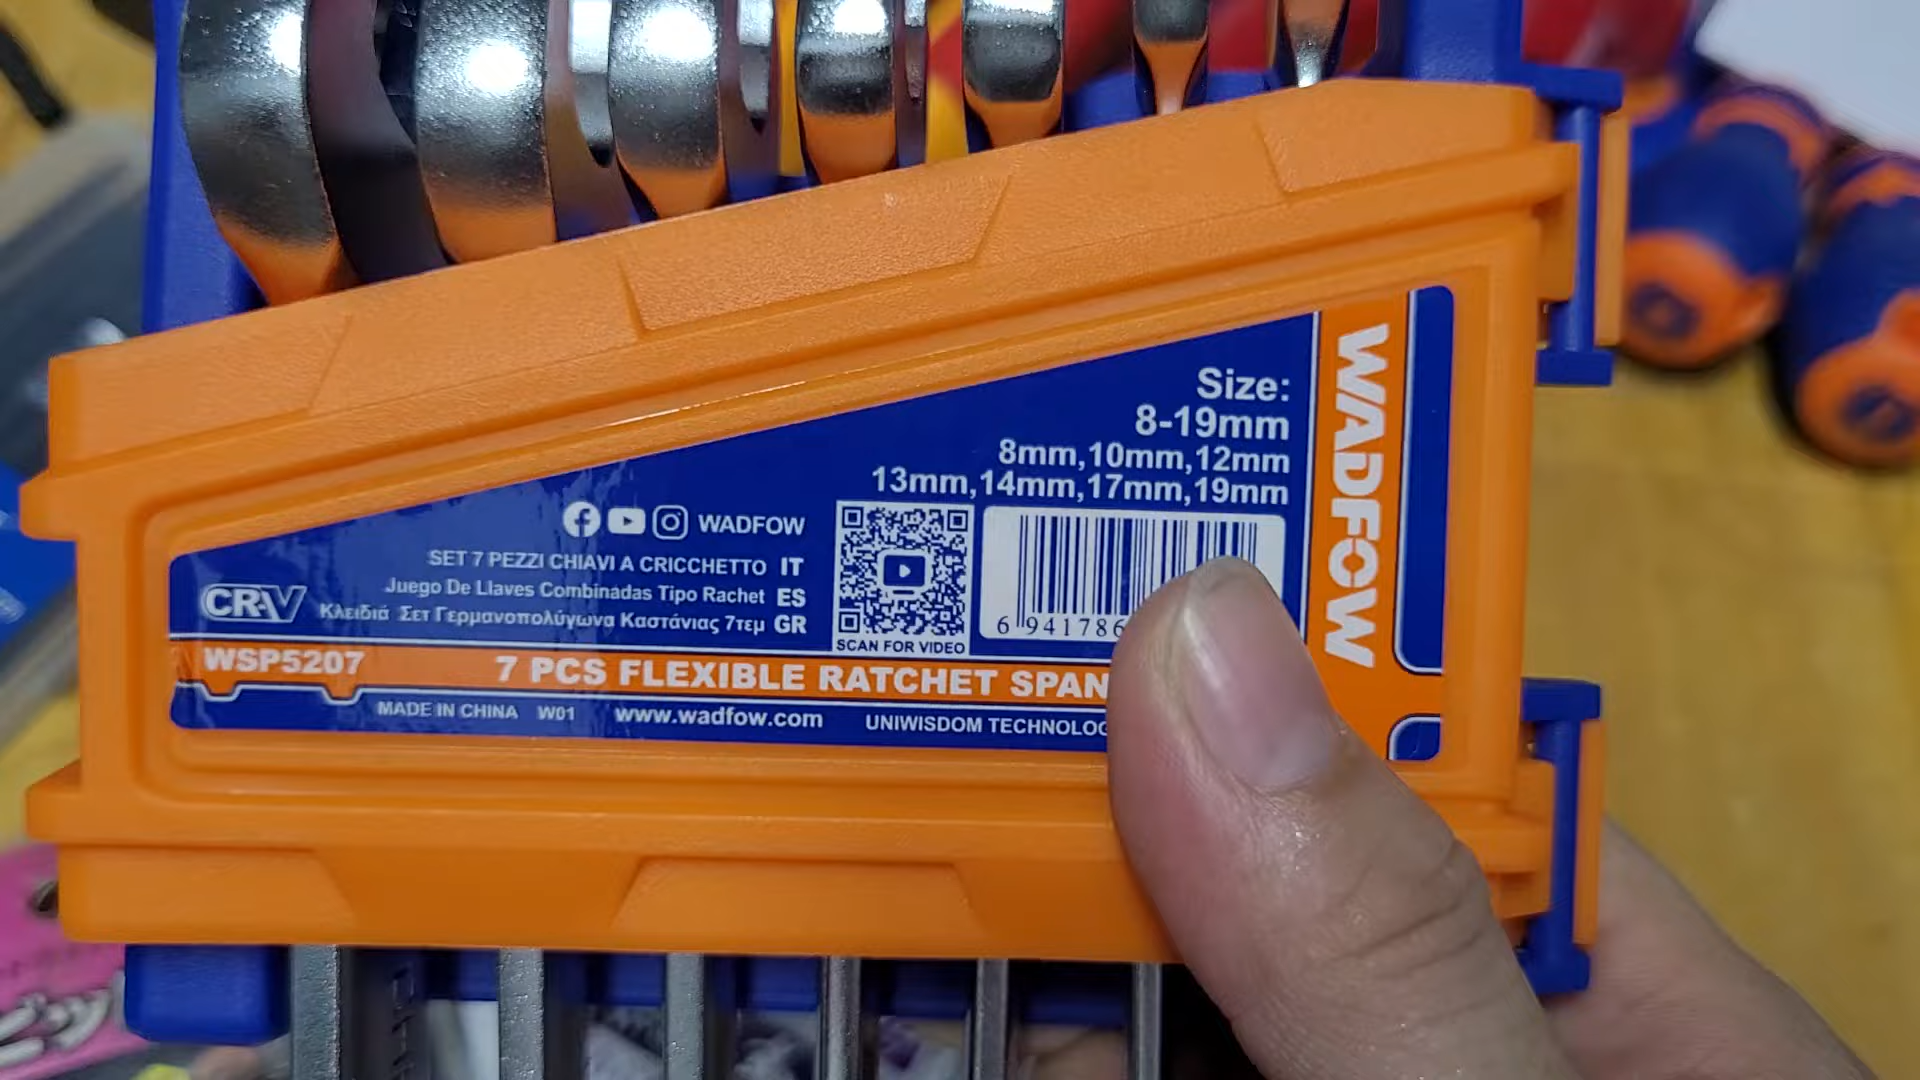 Size:
8-19mm
8mm,10mm,12mm
13mm,14mm,17mm,19mm
WADFOW
WADFOW
SET 7 PEZZI CHIAVI A CRICCHETTO IT
Juego De Llaves Combinadas Tipo Rachet ES
Κλειδιά Σετ Γερμανοπολύγωνα Καστάνιας 7τεμ GR
CR-V
6 941786
SCAN FOR VIDEO
WSP5207
7 PCS FLEXIBLE RATCHET
MADE IN CHINA W01 www.wadfow.com UNIWISDOM